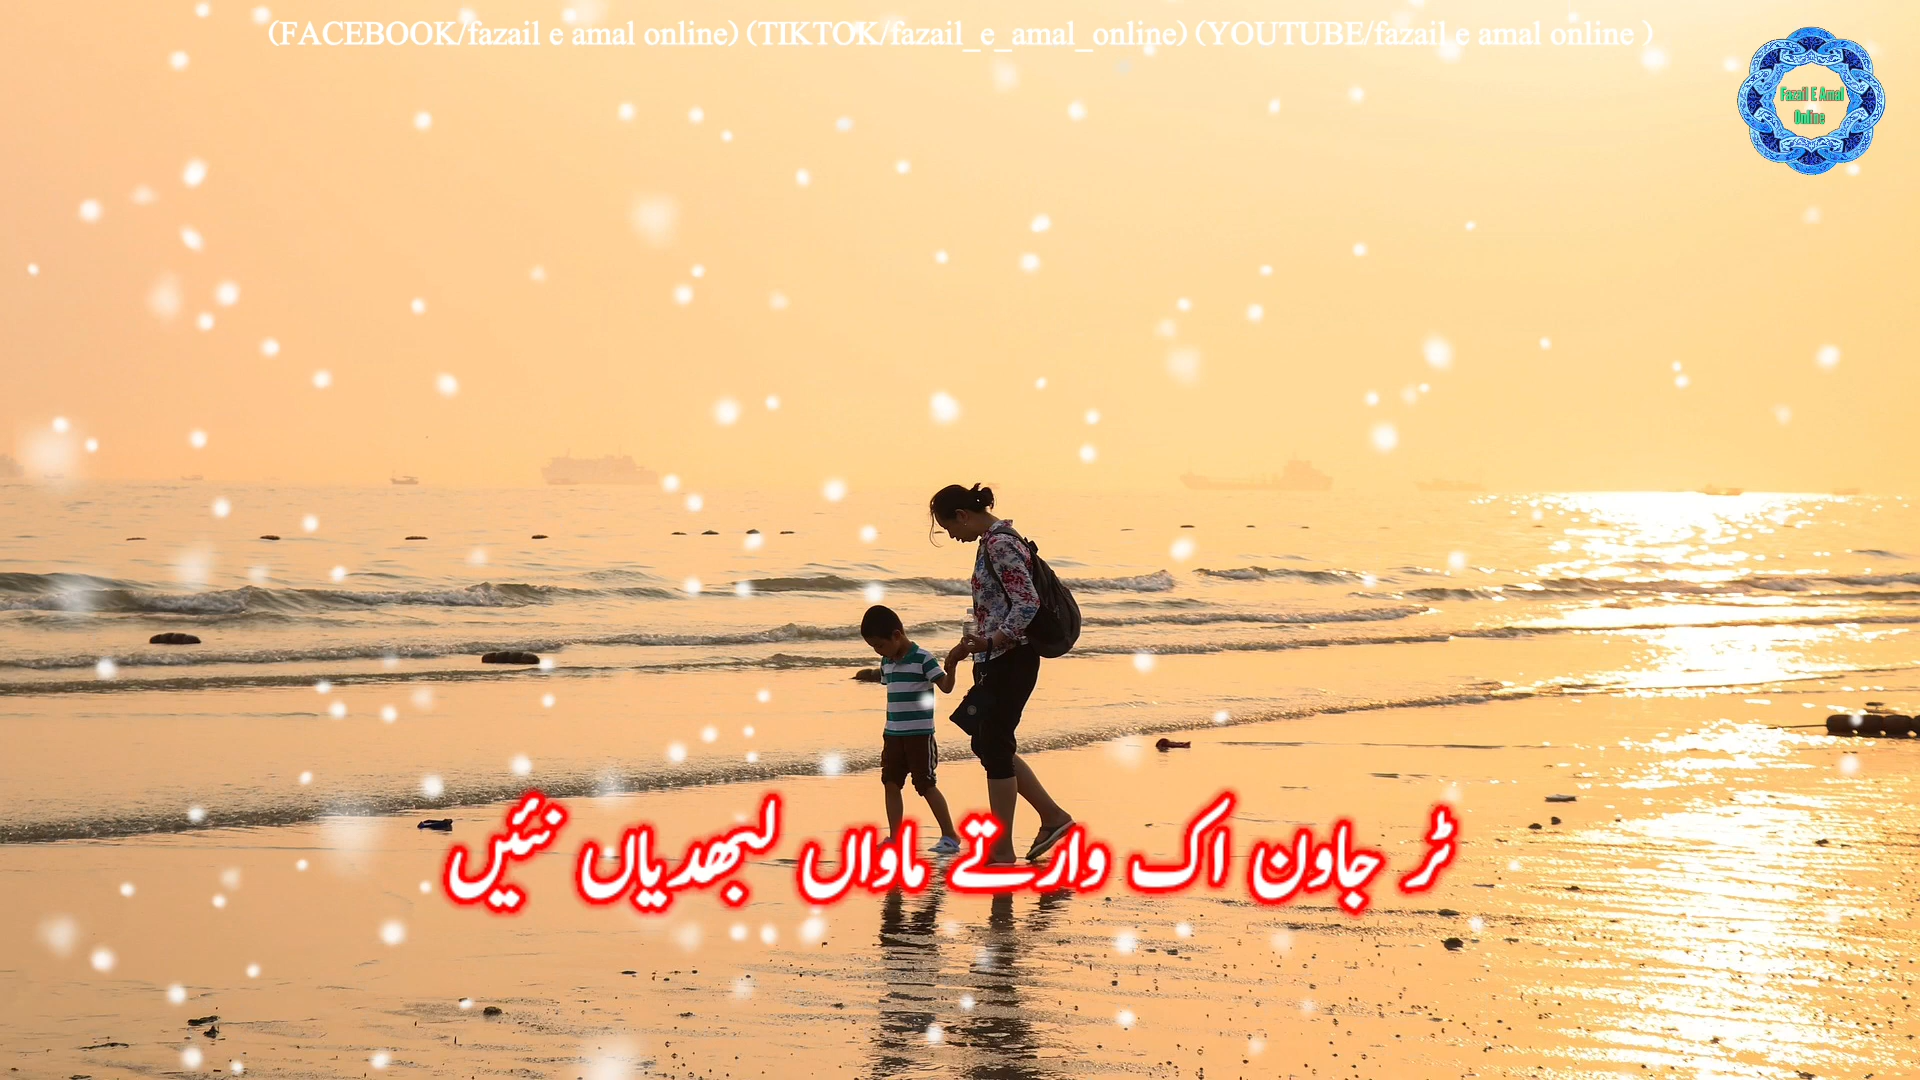 (FACEBOOK/fazail e amal online) (TIKTOK/fazail_e_amal_online) (YOUTUBE/fazail e amal online )
Fazail E Amal
Online
ٹر جاون اک وار تے ماواں لبھدیاں نئیں